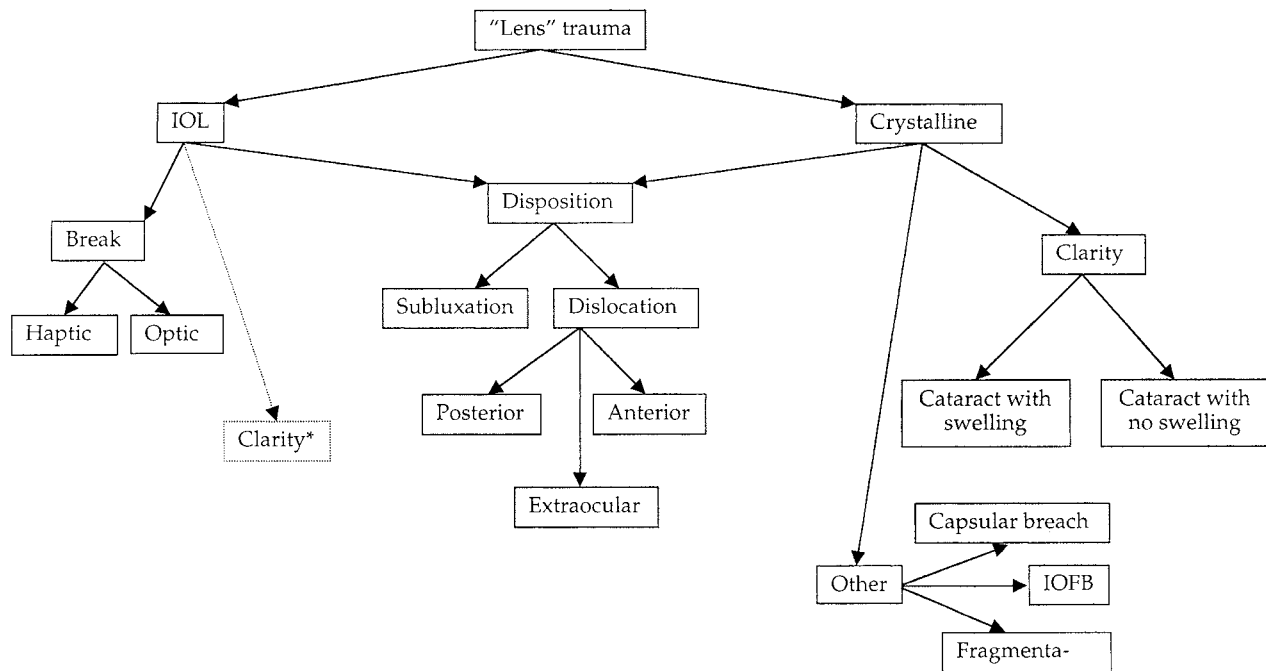 "Lens" trauma
IOL
Crystalline
Disposition
Break
Clarity
Subluxation
Dislocation
Haptic
Optic
Posterior
Anterior
Cataract with
swelling
Cataract with
no swelling
Clarity*
Extraocular
Capsular breach
Other
IOFB
Fragmenta-